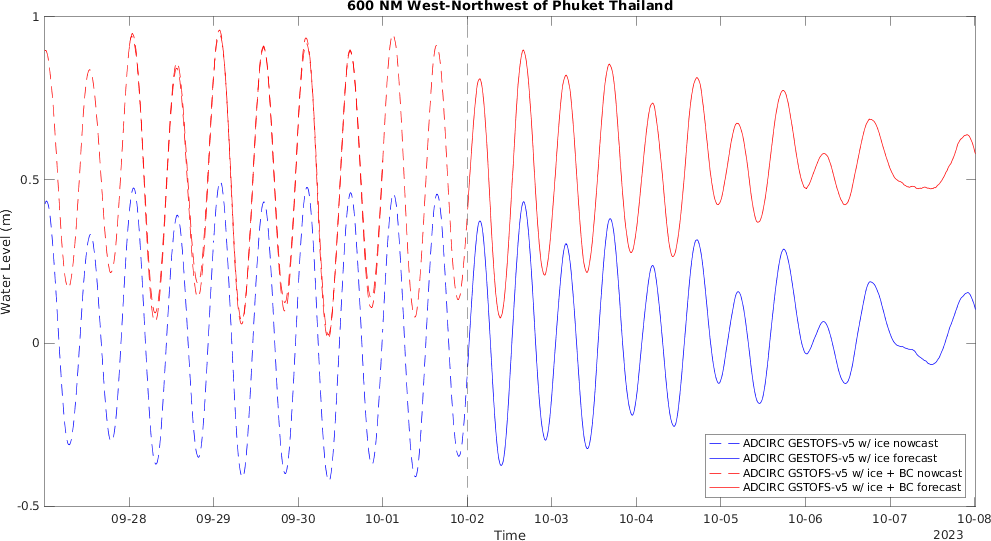 600 NM West-Northwest of Phuket Thailand
1
0.5
0
-0.5
Water Level (m)
09-28
09-29
09-30
10-01
10-02
10-03
10-04
10-05
10-06
10-07
10-08
Time
2023
ADCIRC GESTOFS-v5 w/ ice nowcast
ADCIRC GESTOFS-v5 w/ ice forecast
ADCIRC GSTOFS-v5 w/ ice + BC nowcast
ADCIRC GSTOFS-v5 w/ ice + BC forecast